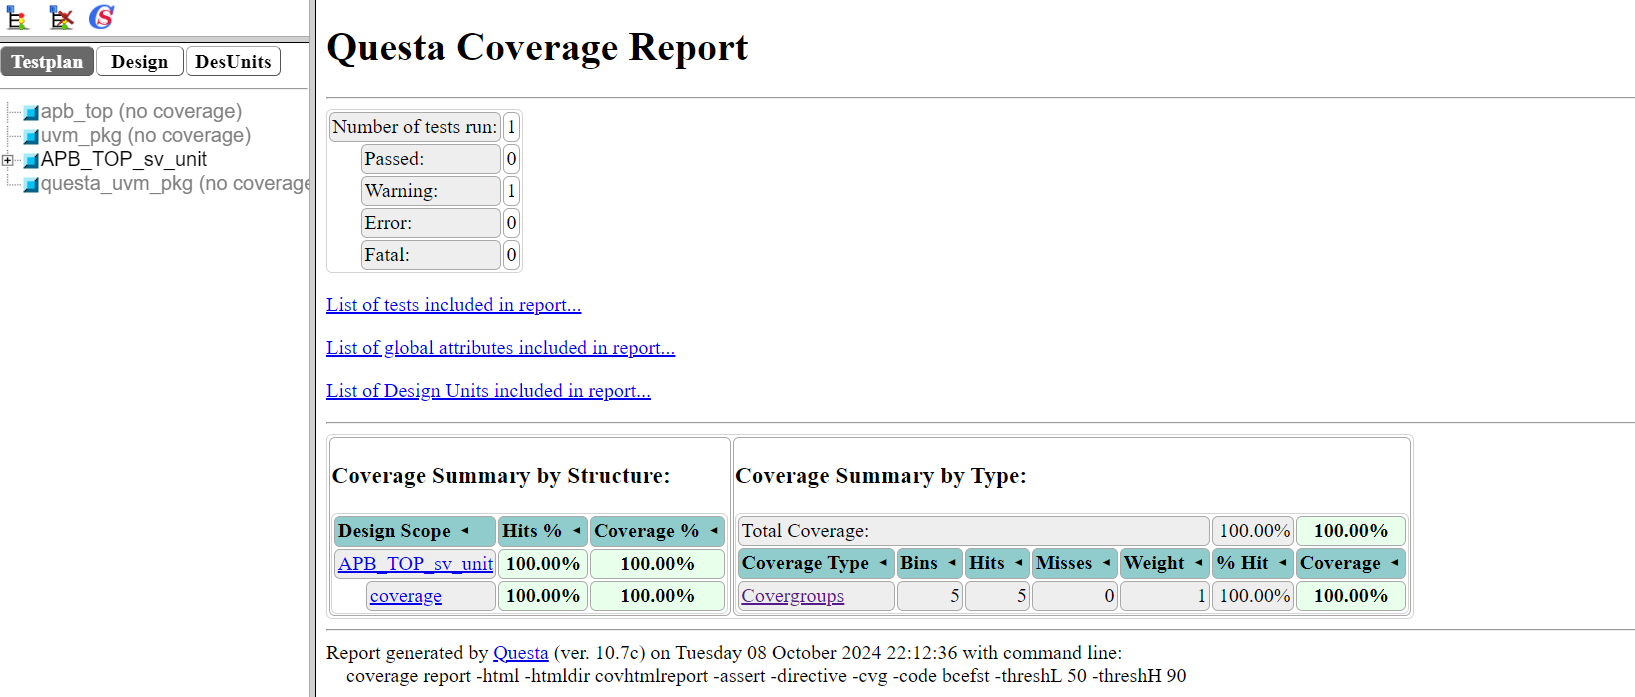 Testplan Design DesUnits
apb_top (no coverage)
uvm_pkg (no coverage)
APB_TOP_sv_unit
questa_uvm_pkg (no coverage
Questa Coverage Report
Number of tests run: 1
Passed: 0
Warning: 1
Error: 0
Fatal: 0
List of tests included in report...
List of global attributes included in report...
List of Design Units included in report...
Coverage Summary by Structure:
Design Scope ◄ Hits % ◄ Coverage % ◄
APB_TOP_sv_unit 100.00% 100.00%
coverage 100.00% 100.00%
Coverage Summary by Type:
Total Coverage: 100.00% 100.00%
Coverage Type ◄ Bins ◄ Hits ◄ Misses ◄ Weight ◄ % Hit ◄ Coverage ◄
Covergroups 5 5 0 1 100.00% 100.00%
Report generated by Questa (ver. 10.7c) on Tuesday 08 October 2024 22:12:36 with command line:
coverage report -html -htmldir covhtmlreport -assert -directive -cvg -code bcefst -threshL 50 -threshH 90